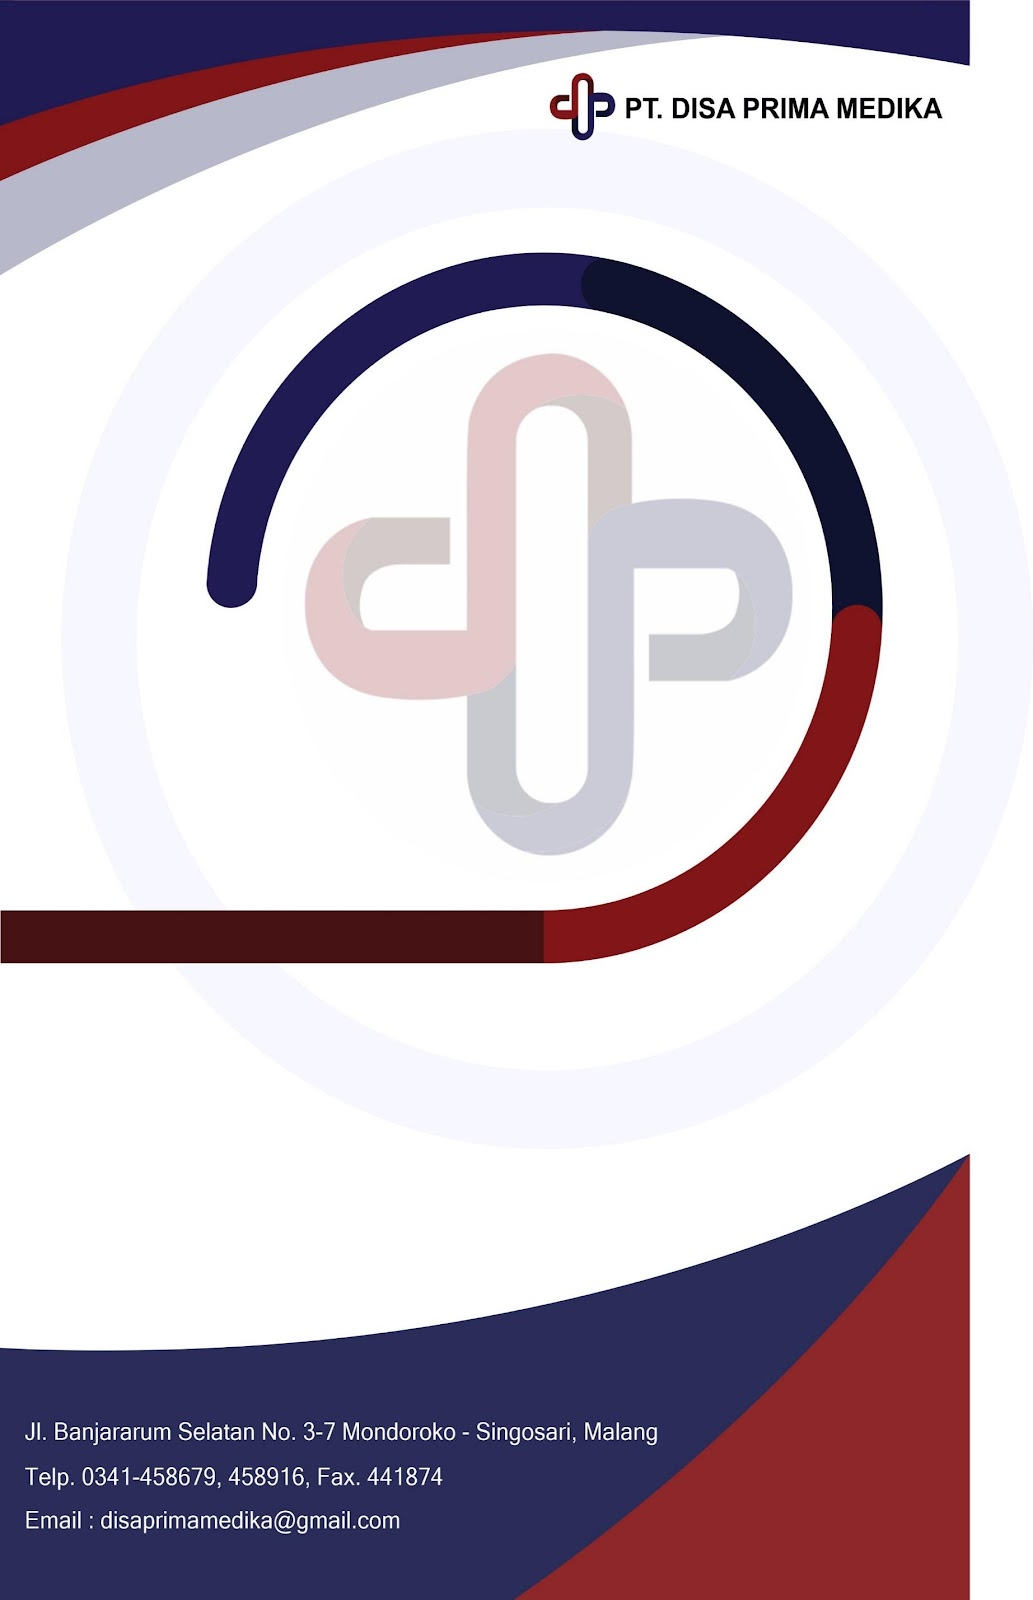 PT. DISA PRIMA MEDIKA
Jl. Banjararum Selatan No. 3-7 Mondoroko - Singosari, Malang
Telp. 0341-458679, 458916, Fax. 441874
Email : disaprimamedika@gmail.com